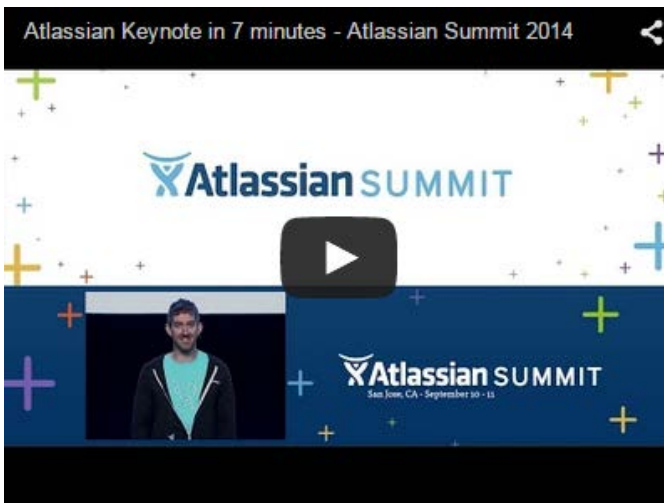 Atlassian Keynote in 7 minutes - Atlassian Summit 2014
Atlassian SUMMIT
Atlassian SUMMIT
San Jose, CA - September 10 - 11